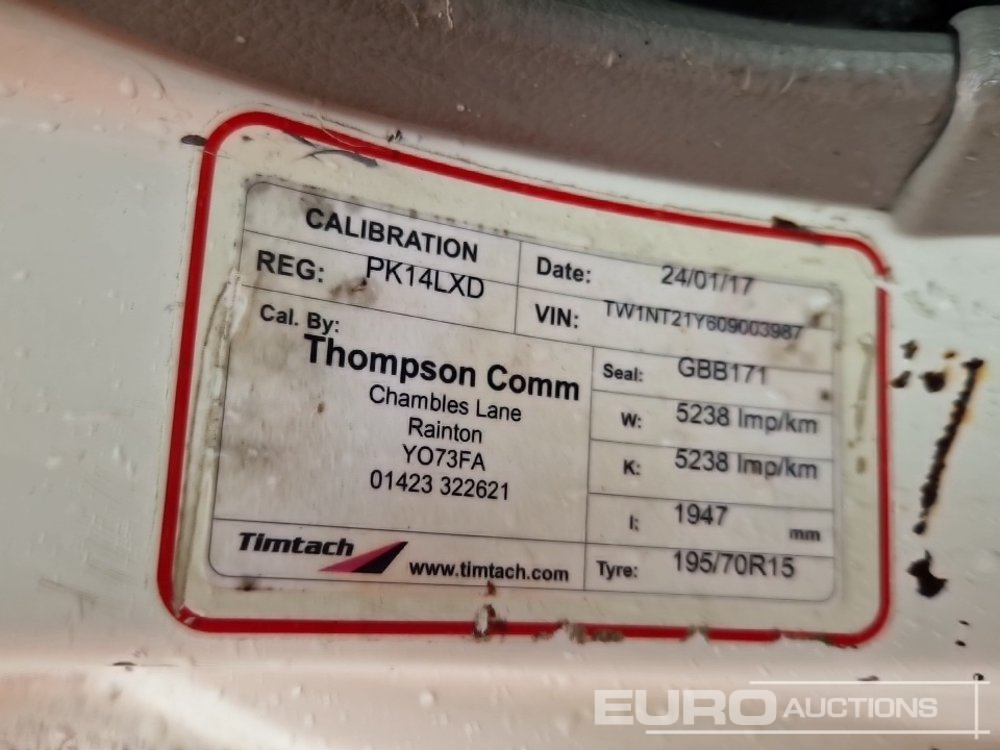 CALIBRATION
Date: 24/01/17
REG: PK14LXD
VIN: TW1NT21Y609003987
Cal. By:
Thompson Comm
Chambles Lane
Rainton
YO73FA
01423 322621
Seal: GBB171
W: 5238 Imp/km
K: 5238 Imp/km
l: 1947 mm
Tyre: 195/70R15
Timtach
www.timtach.com
EURO AUCTIONS